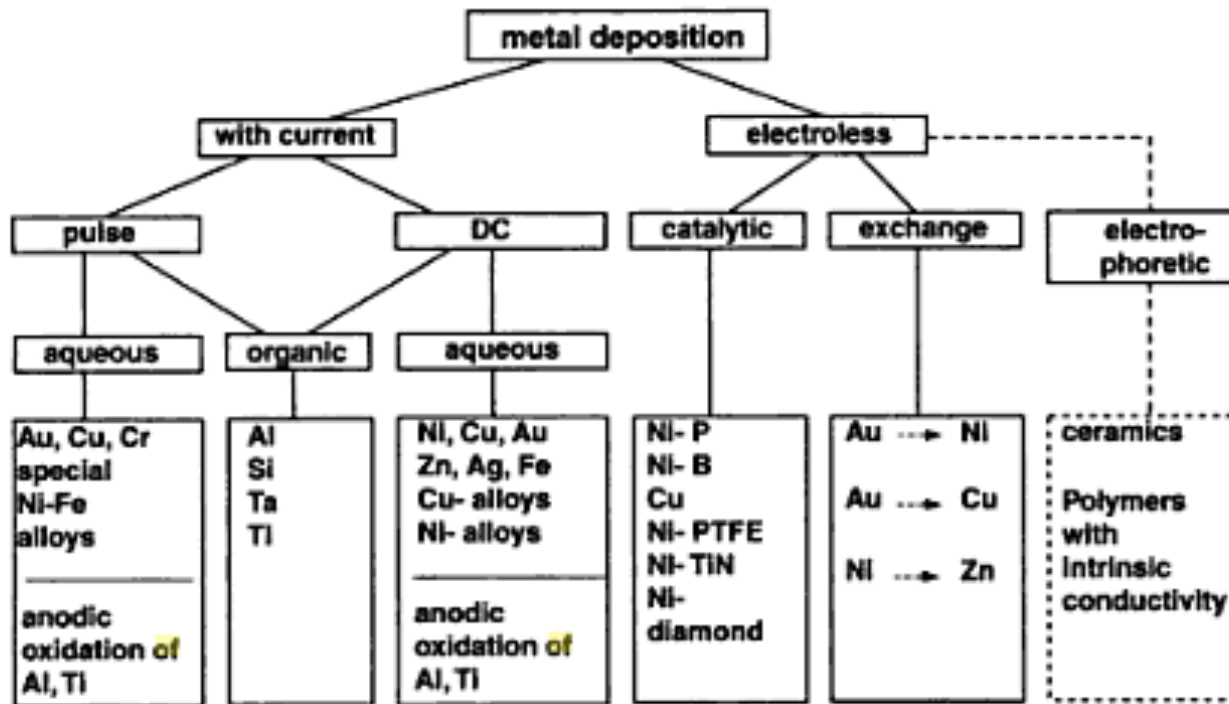 metal deposition
with current
electroless
pulse
DC
catalytic
exchange
electro-
phoretic
aqueous
organic
aqueous
Au, Cu, Cr
special
Ni-Fe
alloys
anodic
oxidation of
Al, Ti
Al
Si
Ta
Ti
Ni, Cu, Au
Zn, Ag, Fe
Cu- alloys
Ni- alloys
anodic
oxidation of
Al, Ti
Ni- P
Ni- B
Cu
Ni- PTFE
Ni- TiN
Ni-
diamond
Au ---► Ni
Au ---► Cu
Ni ---► Zn
ceramics
Polymers
with
intrinsic
conductivity